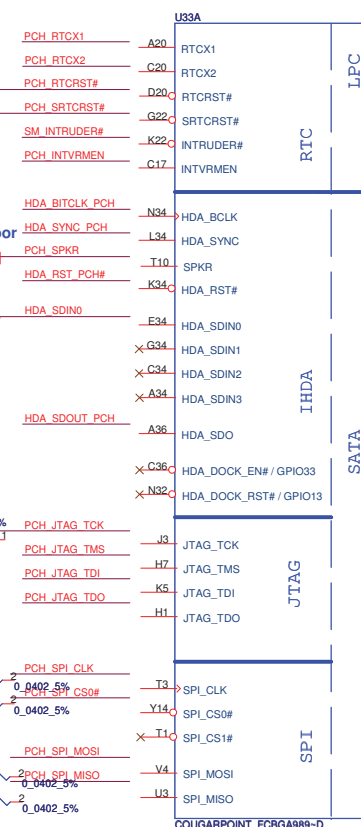 U33A
PCH_RTCX1 A20 RTCX1
PCH_RTCX2 C20 RTCX2
PCH_RTCRST# D20 RTCRST#
PCH_SRTCRST# G22 SRTCRST#
SM_INTRUDER# K22 INTRUDER#
PCH_INTVRMEN C17 INTVRMEN
RTC
LPC
HDA_BITCLK_PCH N34 HDA_BCLK
HDA_SYNC_PCH L34 HDA_SYNC
PCH_SPKR T10 SPKR
HDA_RST_PCH# K34 HDA_RST#
HDA_SDIN0 E34 HDA_SDIN0
G34 HDA_SDIN1
C34 HDA_SDIN2
A34 HDA_SDIN3
HDA_SDOUT_PCH A36 HDA_SDO
C36 HDA_DOCK_EN# / GPIO33
N32 HDA_DOCK_RST# / GPIO13
IHDA
SATA
PCH_JTAG_TCK J3 JTAG_TCK
PCH_JTAG_TMS H7 JTAG_TMS
PCH_JTAG_TDI K5 JTAG_TDI
PCH_JTAG_TDO H1 JTAG_TDO
JTAG
PCH_SPI_CLK T3 SPI_CLK
2 0_0402_5%
PCH_SPI_CS0# Y14 SPI_CS0#
2 0_0402_5%
T1 SPI_CS1#
PCH_SPI_MOSI V4 SPI_MOSI
2 0_0402_5%
PCH_SPI_MISO U3 SPI_MISO
2 0_0402_5%
SPI
COUGARPOINT_FCBGA989~D